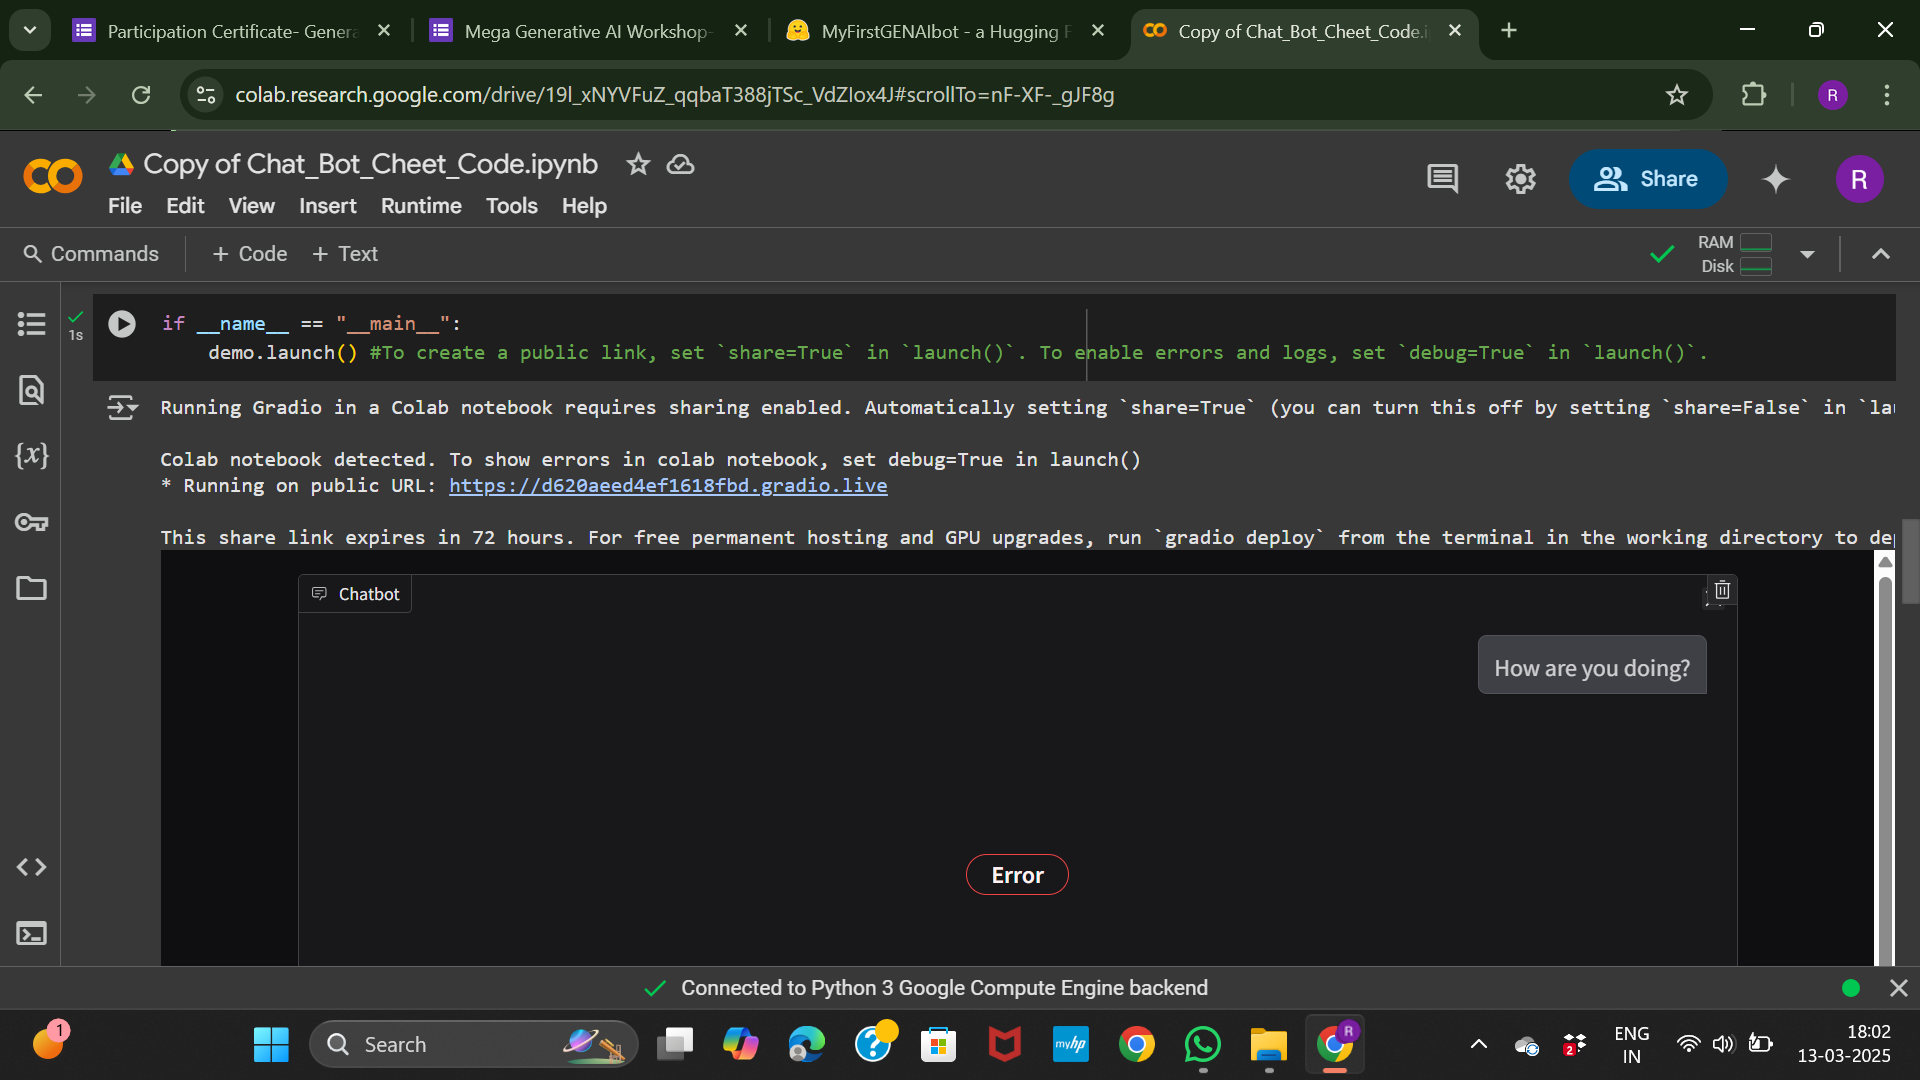 Participation Certificate- Genera
Mega Generative AI Workshop-
MyFirstGENAIbot - a Hugging F
Copy of Chat_Bot_Cheet_Code.i
colab.research.google.com/drive/19l_xNYVFuZ_qqbaT388jTSc_VdZIox4J#scrollTo=nF-XF-_gJF8g
R
Copy of Chat_Bot_Cheet_Code.ipynb
File Edit View Insert Runtime Tools Help
Share
R
Commands + Code + Text
RAM
Disk
1s
if __name__ == "__main__":
demo.launch() #To create a public link, set `share=True` in `launch()`. To enable errors and logs, set `debug=True` in `launch()`.
Running Gradio in a Colab notebook requires sharing enabled. Automatically setting `share=True` (you can turn this off by setting `share=False` in `lau
Colab notebook detected. To show errors in colab notebook, set debug=True in launch()
* Running on public URL: https://d620aeed4ef1618fbd.gradio.live
This share link expires in 72 hours. For free permanent hosting and GPU upgrades, run `gradio deploy` from the terminal in the working directory to dep
Chatbot
How are you doing?
Error
Connected to Python 3 Google Compute Engine backend
1
Search
myhp
R
2
ENG
IN
18:02
13-03-2025